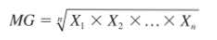 MG = ⁿ√(X₁ × X₂ × ... × Xₙ)